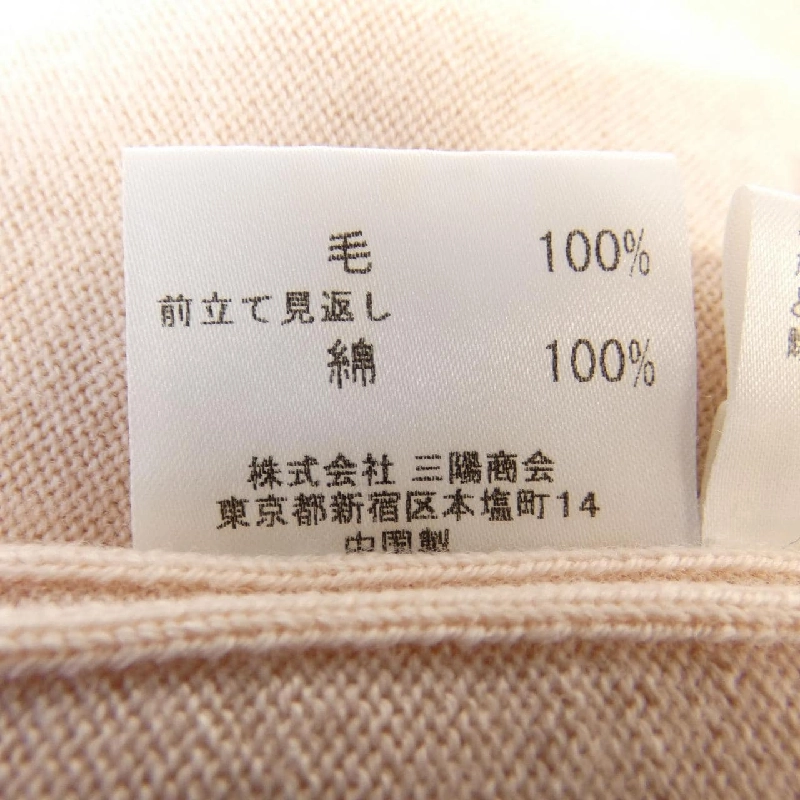 毛 100%
前立て見返し
綿 100%
株式会社 三陽商会
東京都新宿区本塩町14
中国製